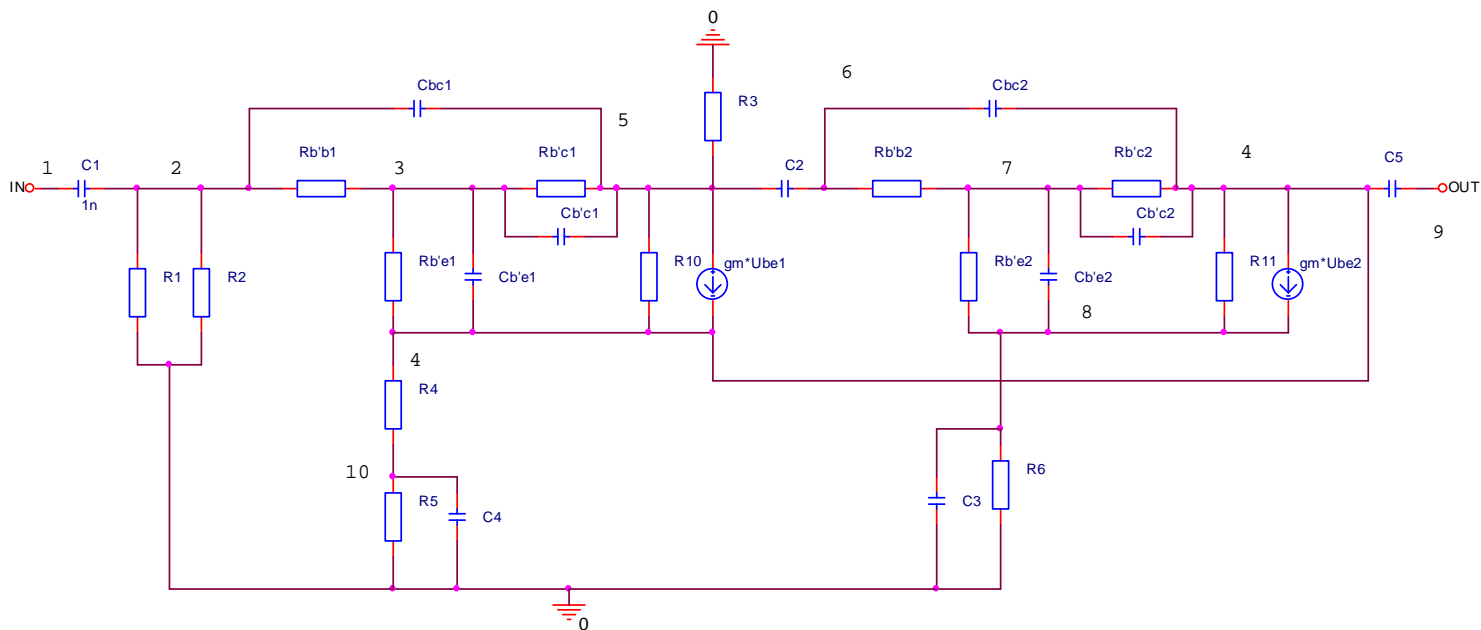 0
6
Cbc1
Cbc2
R3
5
1
C1
2
Rb'b1
3
Rb'c1
C2
Rb'b2
7
Rb'c2
4
C5
IN
1n
OUT
Cb'c1
Cb'c2
9
R1
R2
Rb'e1
Cb'e1
R10
gm*Ube1
Rb'e2
Cb'e2
R11
gm*Ube2
8
4
R4
10
R5
C4
C3
R6
0